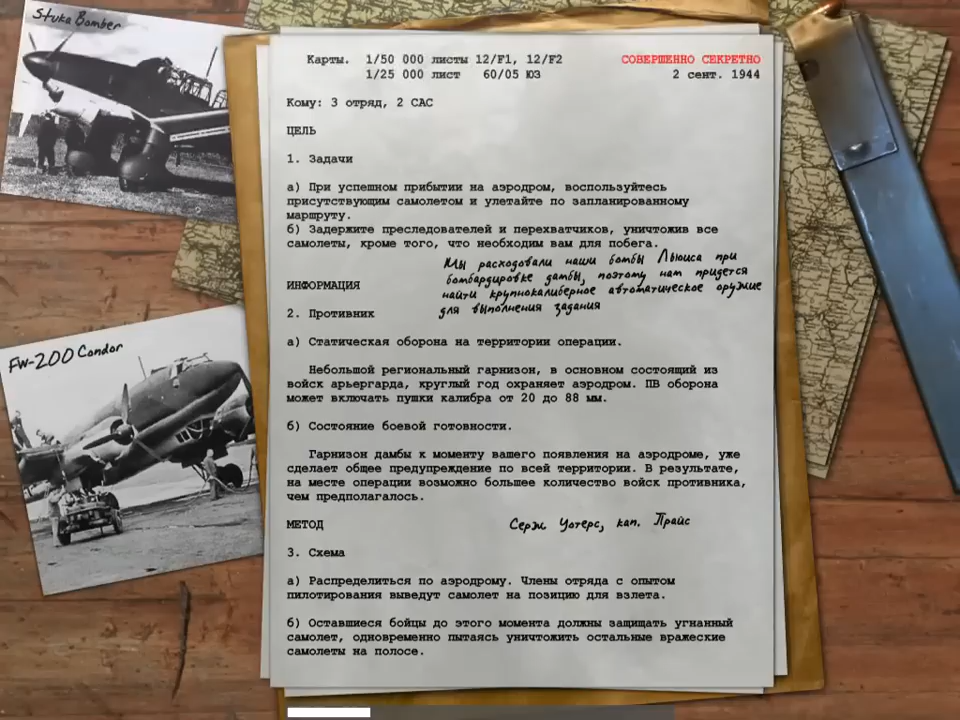 Stuka Bomber
Карты. 1/50 000 листы 12/F1, 12/F2
СОВЕРШЕННО СЕКРЕТНО
1/25 000 лист 60/05 ЮЗ
2 сент. 1944
Кому: 3 отряд, 2 САС
ЦЕЛЬ
1. Задачи
а) При успешном прибытии на аэродром, воспользуйтесь
присутствующим самолетом и улетайте по запланированному
маршруту.
б) Задержите преследователей и перехватчиков, уничтожив все
самолеты, кроме того, что необходим вам для побега.
Мы расходовали наши бомбы Льюиса при
бомбардировке дамбы, поэтому нам придется
найти крупнокалиберное автоматическое оружие
для выполнения задания
ИНФОРМАЦИЯ
2. Противник
а) Статическая оборона на территории операции.
Небольшой региональный гарнизон, в основном состоящий из
войск арьергарда, круглый год охраняет аэродром. ПВ оборона
может включать пушки калибра от 20 до 88 мм.
б) Состояние боевой готовности.
Гарнизон дамбы к моменту вашего появления на аэродроме, уже
сделает общее предупреждение по всей территории. В результате,
на месте операции возможно большее количество войск противника,
чем предполагалось.
МЕТОД
Серж Уотерс, кап. Прайс
3. Схема
а) Распределиться по аэродрому. Члены отряда с опытом
пилотирования выведут самолет на позицию для взлета.
б) Оставшиеся бойцы до этого момента должны защищать угнанный
самолет, одновременно пытаясь уничтожить остальные вражеские
самолеты на полосе.
FW-200 Condor